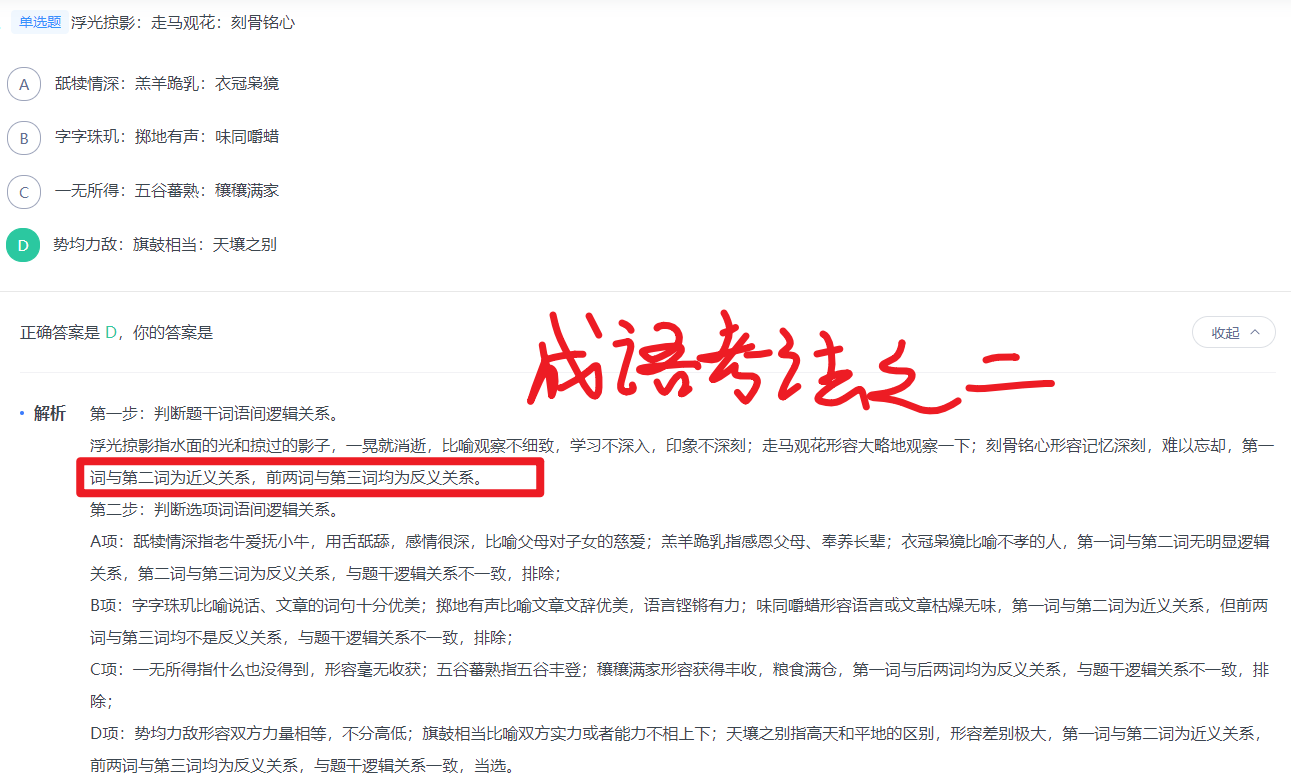 单选题 浮光掠影：走马观花：刻骨铭心
A 舐犊情深：羔羊跪乳：衣冠枭獍
B 字字珠玑：掷地有声：味同嚼蜡
C 一无所得：五谷蕃熟：穰穰满家
D 势均力敌：旗鼓相当：天壤之别
正确答案是 D，你的答案是
收起
成语考法之二
解析 第一步：判断题干词语间逻辑关系。
浮光掠影指水面的光和掠过的影子，一晃就消逝，比喻观察不细致，学习不深入，印象不深刻；走马观花形容大略地观察一下；刻骨铭心形容记忆深刻，难以忘却，第一
词与第二词为近义关系，前两词与第三词均为反义关系。
第二步：判断选项词语间逻辑关系。
A项：舐犊情深指老牛爱抚小牛，用舌舐舔，感情很深，比喻父母对子女的慈爱；羔羊跪乳指感恩父母、奉养长辈；衣冠枭獍比喻不孝的人，第一词与第二词无明显逻辑
关系，第二词与第三词为反义关系，与题干逻辑关系不一致，排除；
B项：字字珠玑比喻说话、文章的词句十分优美；掷地有声比喻文章文辞优美，语言铿锵有力；味同嚼蜡形容语言或文章枯燥无味，第一词与第二词为近义关系，但前两
词与第三词均不是反义关系，与题干逻辑关系不一致，排除；
C项：一无所得指什么也没得到，形容毫无收获；五谷蕃熟指五谷丰登；穰穰满家形容获得丰收，粮食满仓，第一词与后两词均为反义关系，与题干逻辑关系不一致，排
除；
D项：势均力敌形容双方力量相等，不分高低；旗鼓相当比喻双方实力或者能力不相上下；天壤之别指高天和平地的区别，形容差别极大，第一词与第二词为近义关系，
前两词与第三词均为反义关系，与题干逻辑关系一致，当选。